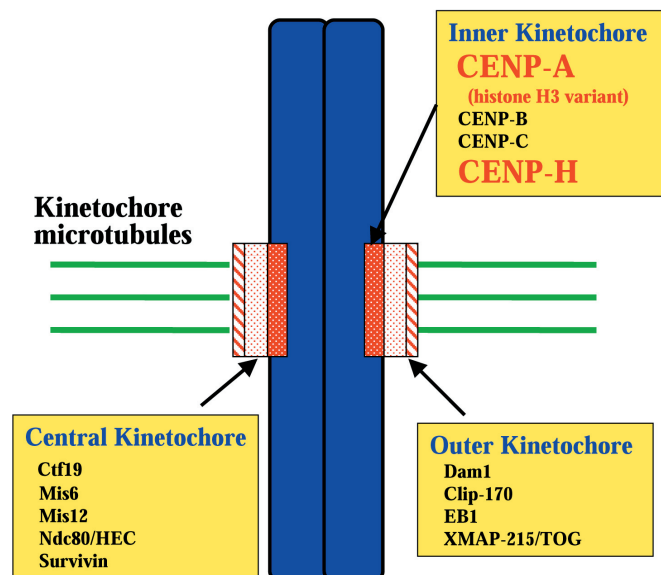 Inner Kinetochore
CENP-A
(histone H3 variant)
CENP-B
CENP-C
CENP-H
Kinetochore
microtubules
Central Kinetochore
Ctf19
Mis6
Mis12
Ndc80/HEC
Survivin
Outer Kinetochore
Dam1
Clip-170
EB1
XMAP-215/TOG